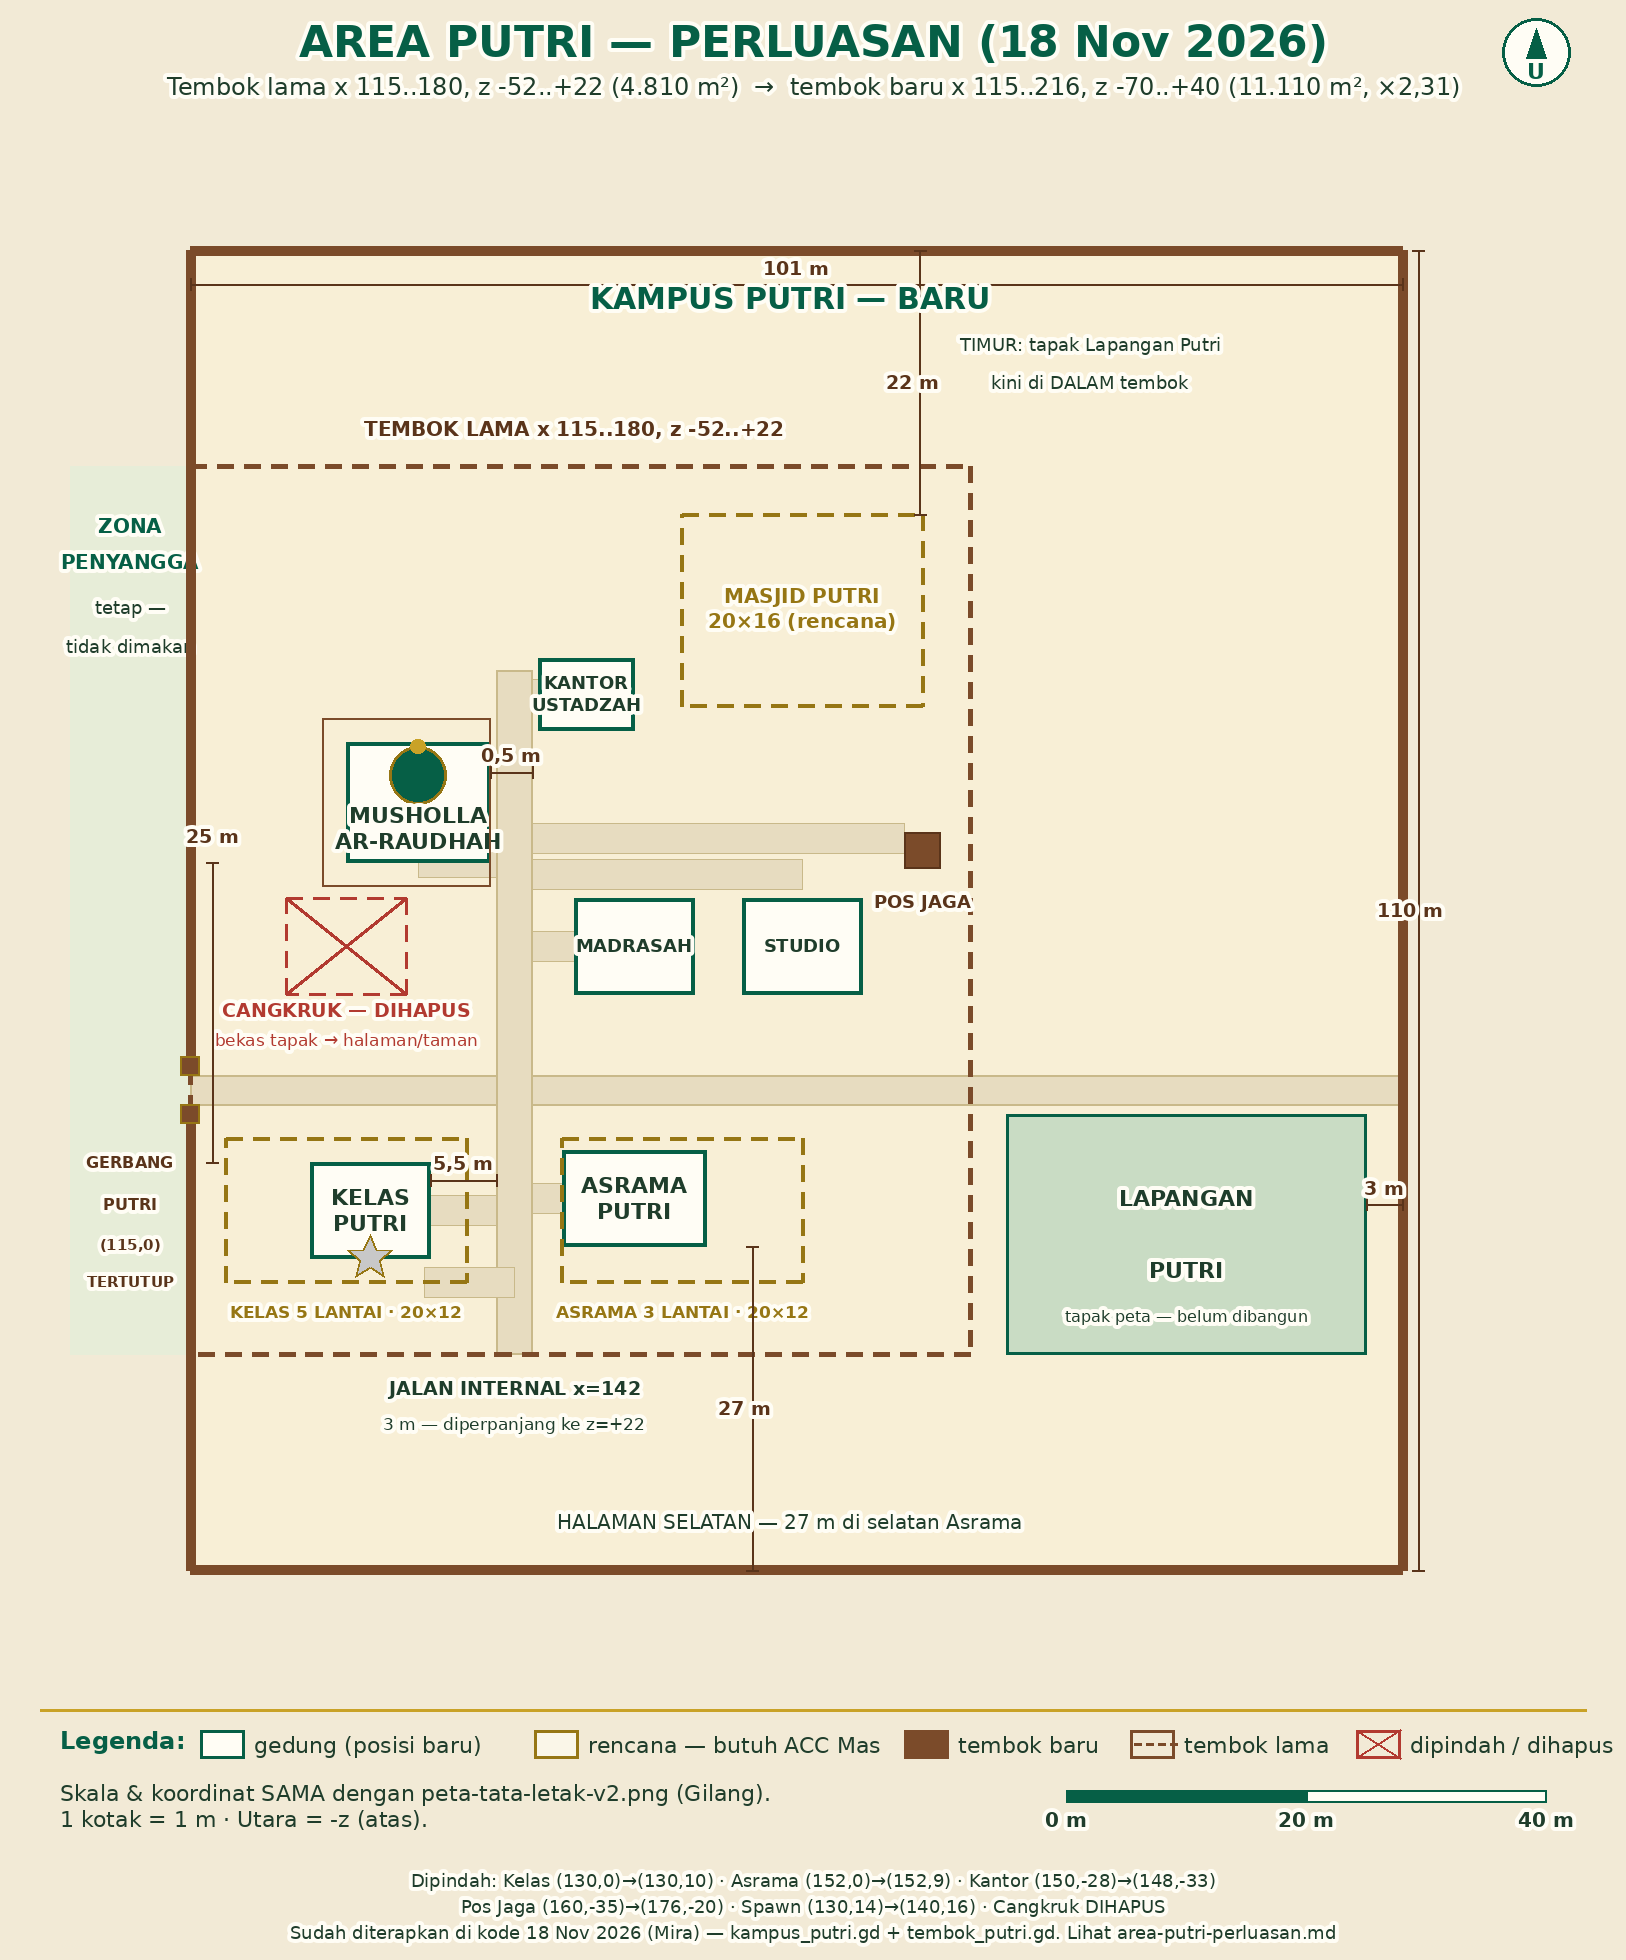 AREA PUTRI — PERLUASAN (18 Nov 2026)
U
Tembok lama x 115..180, z -52..+22 (4.810 m²) → tembok baru x 115..216, z -70..+40 (11.110 m², ×2,31)
101 m
KAMPUS PUTRI — BARU
TIMUR: tapak Lapangan Putri
kini di DALAM tembok
22 m
TEMBOK LAMA x 115..180, z -52..+22
ZONA
PENYANGGA
tetap —
tidak dimakan
MASJID PUTRI
20×16 (rencana)
KANTOR
USTADZAH
0,5 m
MUSHOLLA
AR-RAUDHAH
25 m
POS JAGA
110 m
MADRASAH
STUDIO
CANGKRUK — DIHAPUS
bekas tapak → halaman/taman
GERBANG
PUTRI
(115,0)
TERTUTUP
5,5 m
KELAS
PUTRI
ASRAMA
PUTRI
LAPANGAN
PUTRI
tapak peta — belum dibangun
3 m
KELAS 5 LANTAI · 20×12
ASRAMA 3 LANTAI · 20×12
JALAN INTERNAL x=142
3 m — diperpanjang ke z=+22
27 m
HALAMAN SELATAN — 27 m di selatan Asrama
Legenda:
gedung (posisi baru)
rencana — butuh ACC Mas
tembok baru
tembok lama
dipindah / dihapus
Skala & koordinat SAMA dengan peta-tata-letak-v2.png (Gilang).
1 kotak = 1 m · Utara = -z (atas).
0 m
20 m
40 m
Dipindah: Kelas (130,0)→(130,10) · Asrama (152,0)→(152,9) · Kantor (150,-28)→(148,-33)
Pos Jaga (160,-35)→(176,-20) · Spawn (130,14)→(140,16) · Cangkruk DIHAPUS
Sudah diterapkan di kode 18 Nov 2026 (Mira) — kampus_putri.gd + tembok_putri.gd. Lihat area-putri-perluasan.md